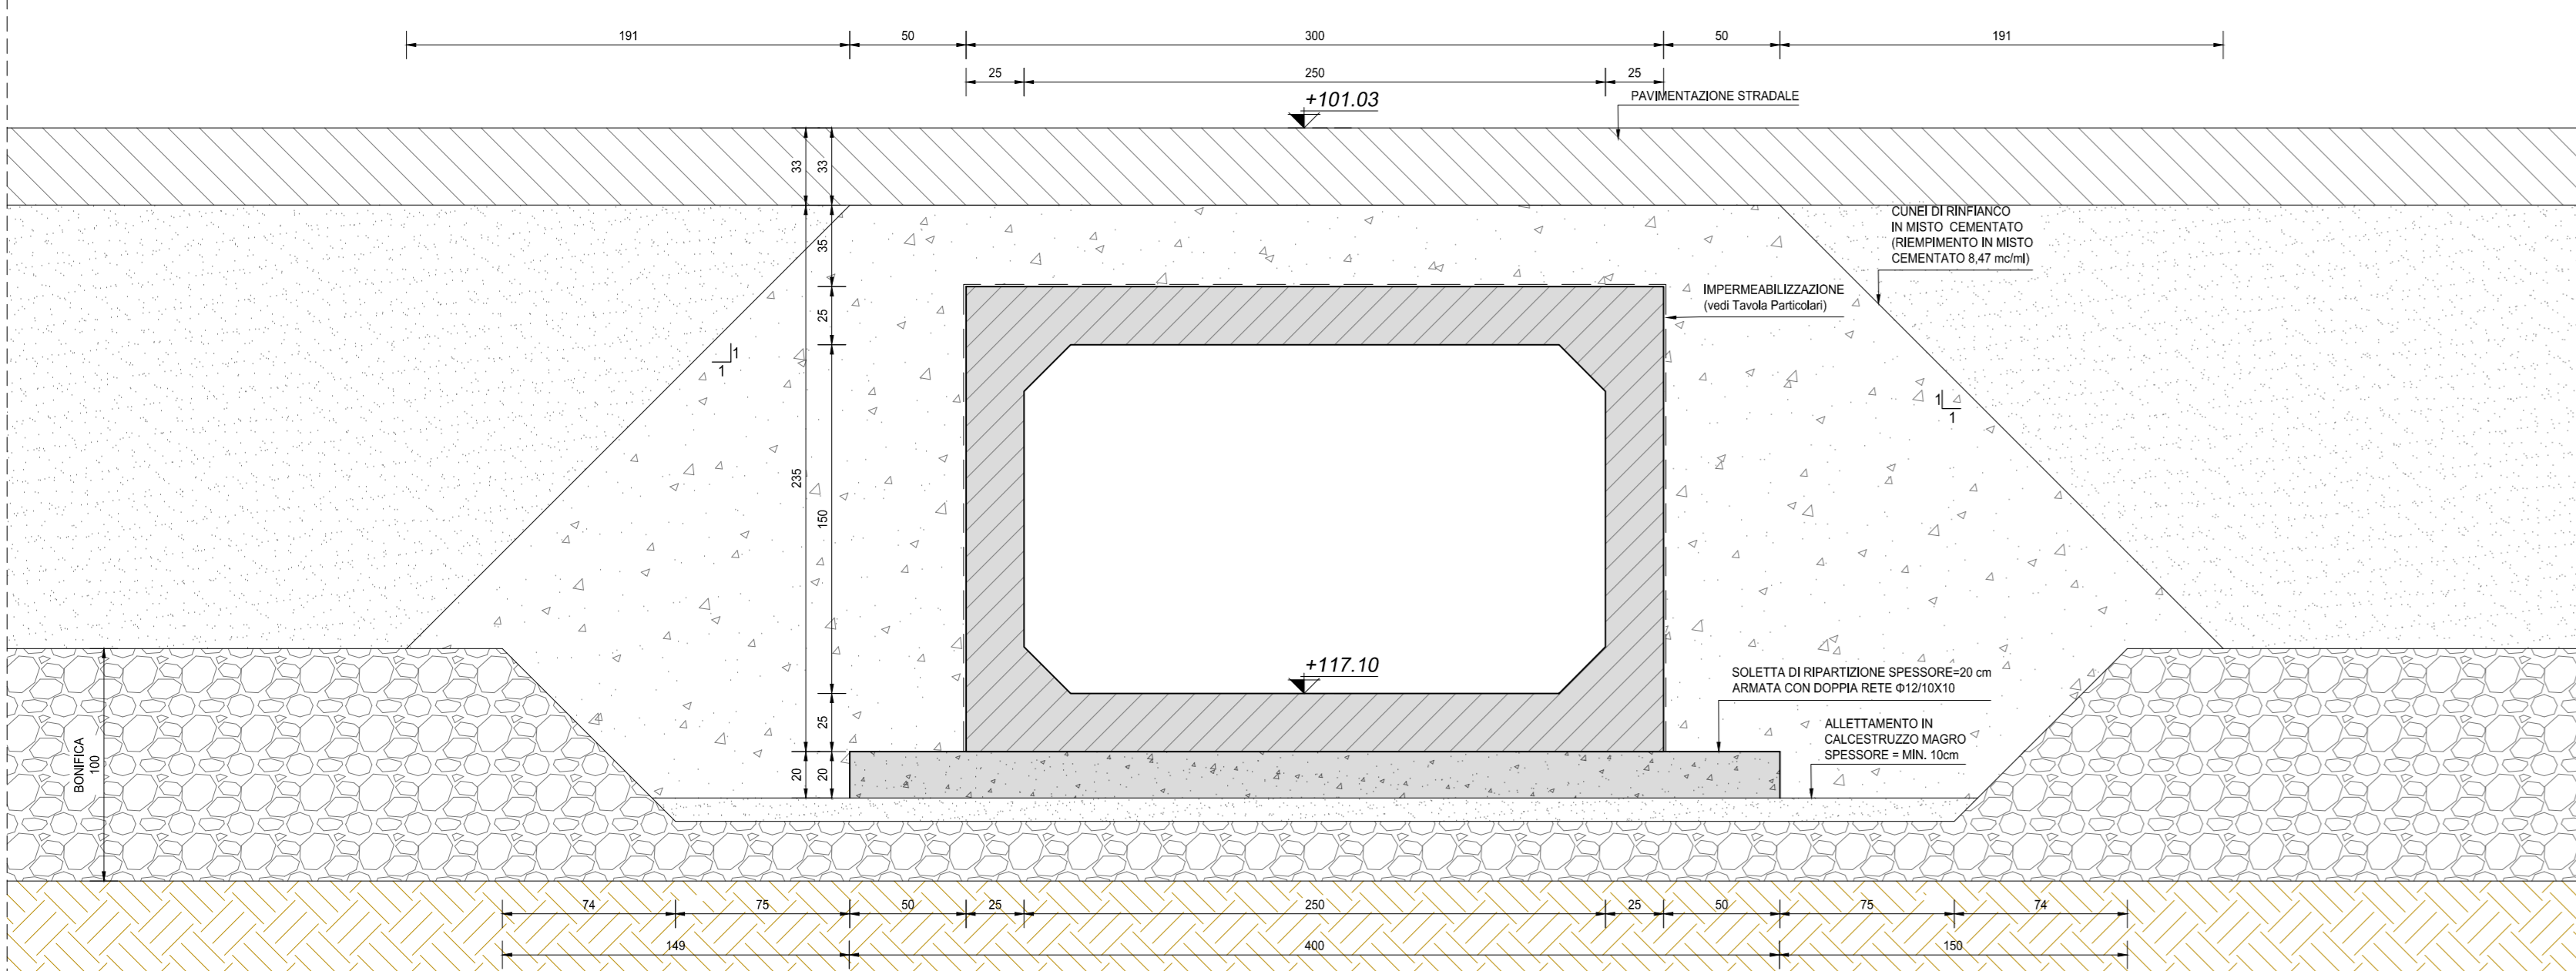 191
50
300
50
191
25
250
25
+101.03
PAVIMENTAZIONE STRADALE
33
33
CUNEI DI RINFIANCO
IN MISTO CEMENTATO
(RIEMPIMENTO IN MISTO
CEMENTATO 8,47 mc/ml)
35
IMPERMEABILIZZAZIONE
(vedi Tavola Particolari)
25
1
1
1
1
235
150
+117.10
SOLETTA DI RIPARTIZIONE SPESSORE=20 cm
ARMATA CON DOPPIA RETE Φ12/10X10
25
ALLETTAMENTO IN
CALCESTRUZZO MAGRO
SPESSORE = MIN. 10cm
BONIFICA
100
20
20
74
75
50
25
250
25
50
75
74
149
400
150